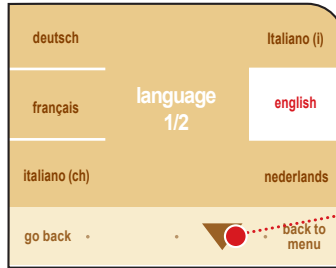 deutsch
Italiano (i)
language
1/2
français
english
italiano (ch)
nederlands
go back
back to
menu